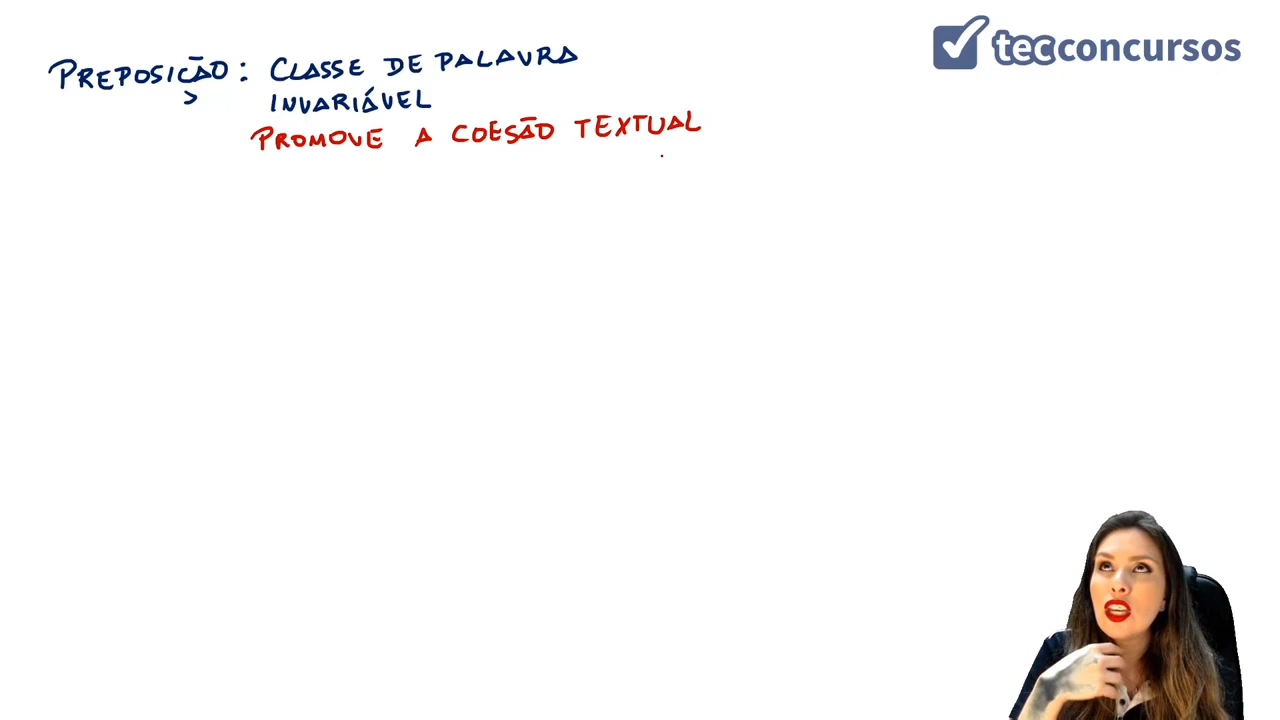 tecconcursos
PREPOSIÇÃO: CLASSE DE PALAVRA
INVARIÁVEL
PROMOVE A COESÃO TEXTUAL